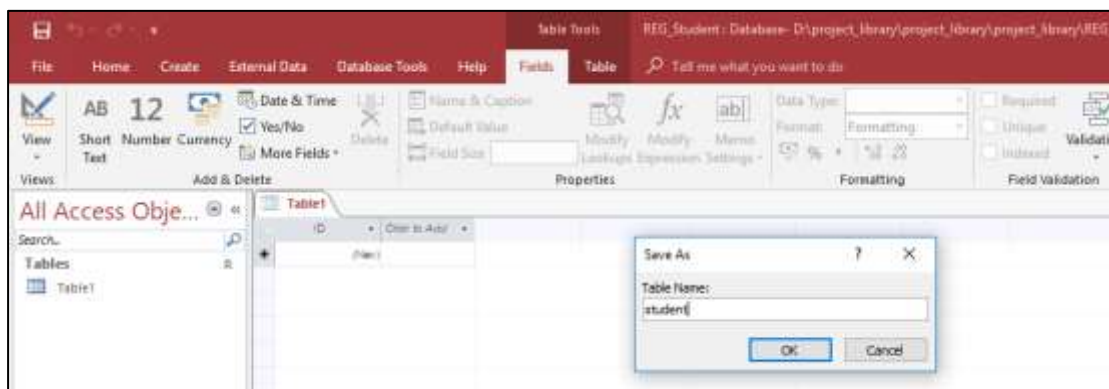 Table Tools REG_Student : Database- D:\project_library\project_library\project_library\REG
File Home Create External Data Database Tools Help Fields Table Tell me what you want to do
View
AB Short Text
12 Number
Currency
Date & Time
Yes/No
More Fields
Delete
Name & Caption
Default Value
Field Size
Modify Lookups
Modify Expression
ab|
Memo Settings
Data Type:
Format: Formatting
%
Required
Unique
Indexed
Validati
Views Add & Delete Properties Formatting Field Validation
All Access Obje...
Search..
Tables
Table1
Table1
ID Click to Add
(New)
Save As ? ×
Table Name:
student
OK Cancel